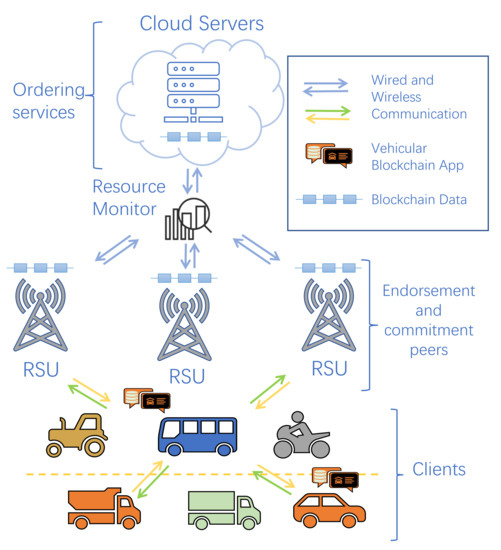 Cloud Servers
Ordering
services
Wired and
Wireless
Communication
Vehicular
Blockchain App
Blockchain Data
Resource
Monitor
RSU
RSU
RSU
Endorsement
and
commitment
peers
Clients